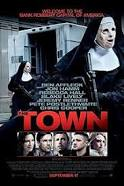 WELCOME TO THE
BANK ROBBERY CAPITAL OF AMERICA
BEN AFFLECK
JON HAMM
REBECCA HALL
BLAKE LIVELY
JEREMY RENNER
PETE POSTLETHWAITE
CHRIS COOPER
THE TOWN
SEPTEMBER 17